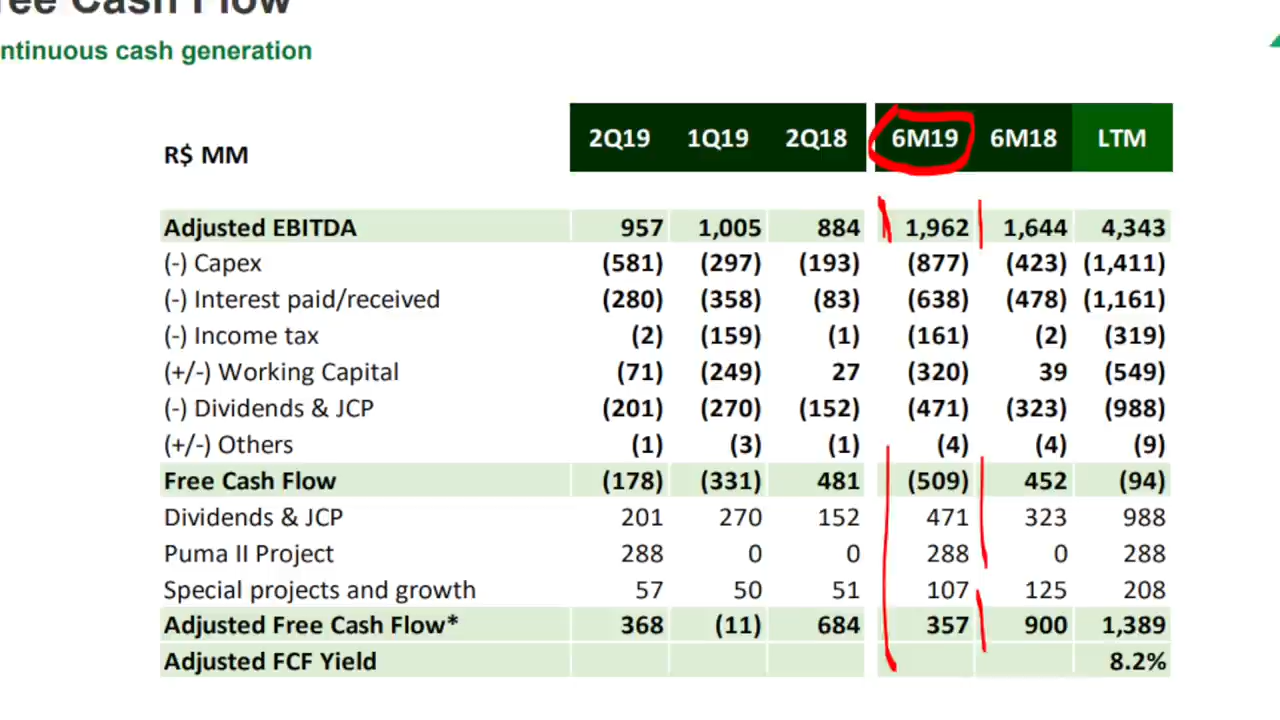 ree Cash Flow
ntinuous cash generation
R$ MM 2Q19 1Q19 2Q18 6M19 6M18 LTM
Adjusted EBITDA 957 1,005 884 1,962 1,644 4,343
(-) Capex (581) (297) (193) (877) (423) (1,411)
(-) Interest paid/received (280) (358) (83) (638) (478) (1,161)
(-) Income tax (2) (159) (1) (161) (2) (319)
(+/-) Working Capital (71) (249) 27 (320) 39 (549)
(-) Dividends & JCP (201) (270) (152) (471) (323) (988)
(+/-) Others (1) (3) (1) (4) (4) (9)
Free Cash Flow (178) (331) 481 (509) 452 (94)
Dividends & JCP 201 270 152 471 323 988
Puma II Project 288 0 0 288 0 288
Special projects and growth 57 50 51 107 125 208
Adjusted Free Cash Flow* 368 (11) 684 357 900 1,389
Adjusted FCF Yield 8.2%